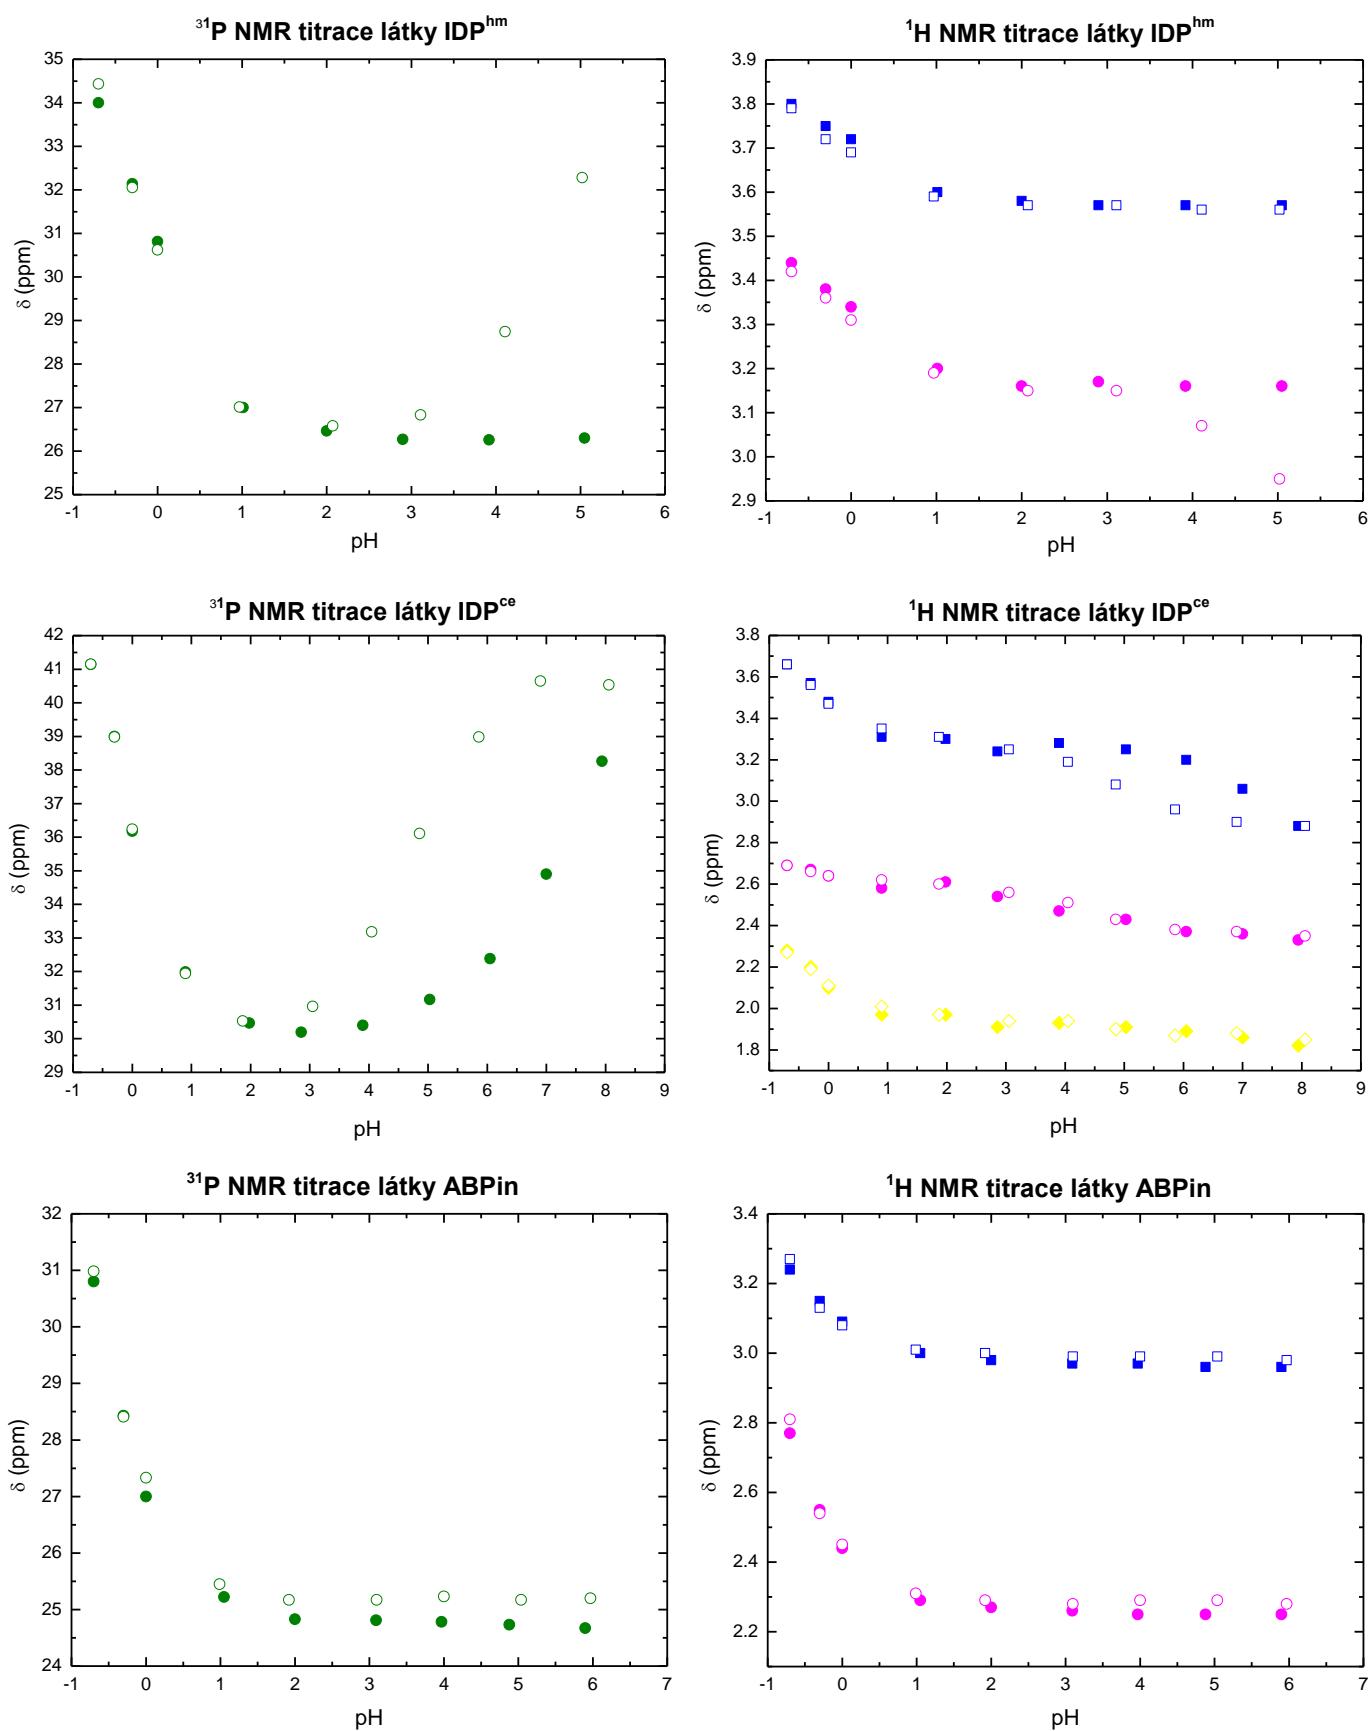 ³¹P NMR titrace látky IDPʰᵐ
35
34
33
32
31
30
29
28
27
26
25
δ (ppm)
-1 0 1 2 3 4 5 6
pH
¹H NMR titrace látky IDPʰᵐ
3.9
3.8
3.7
3.6
3.5
3.4
3.3
3.2
3.1
3.0
2.9
δ (ppm)
-1 0 1 2 3 4 5 6
pH
³¹P NMR titrace látky IDPᶜᵉ
42
41
40
39
38
37
36
35
34
33
32
31
30
29
δ (ppm)
-1 0 1 2 3 4 5 6 7 8 9
pH
¹H NMR titrace látky IDPᶜᵉ
3.8
3.6
3.4
3.2
3.0
2.8
2.6
2.4
2.2
2.0
1.8
δ (ppm)
-1 0 1 2 3 4 5 6 7 8 9
pH
³¹P NMR titrace látky ABPin
32
31
30
29
28
27
26
25
24
δ (ppm)
-1 0 1 2 3 4 5 6 7
pH
¹H NMR titrace látky ABPin
3.4
3.2
3.0
2.8
2.6
2.4
2.2
δ (ppm)
-1 0 1 2 3 4 5 6 7
pH